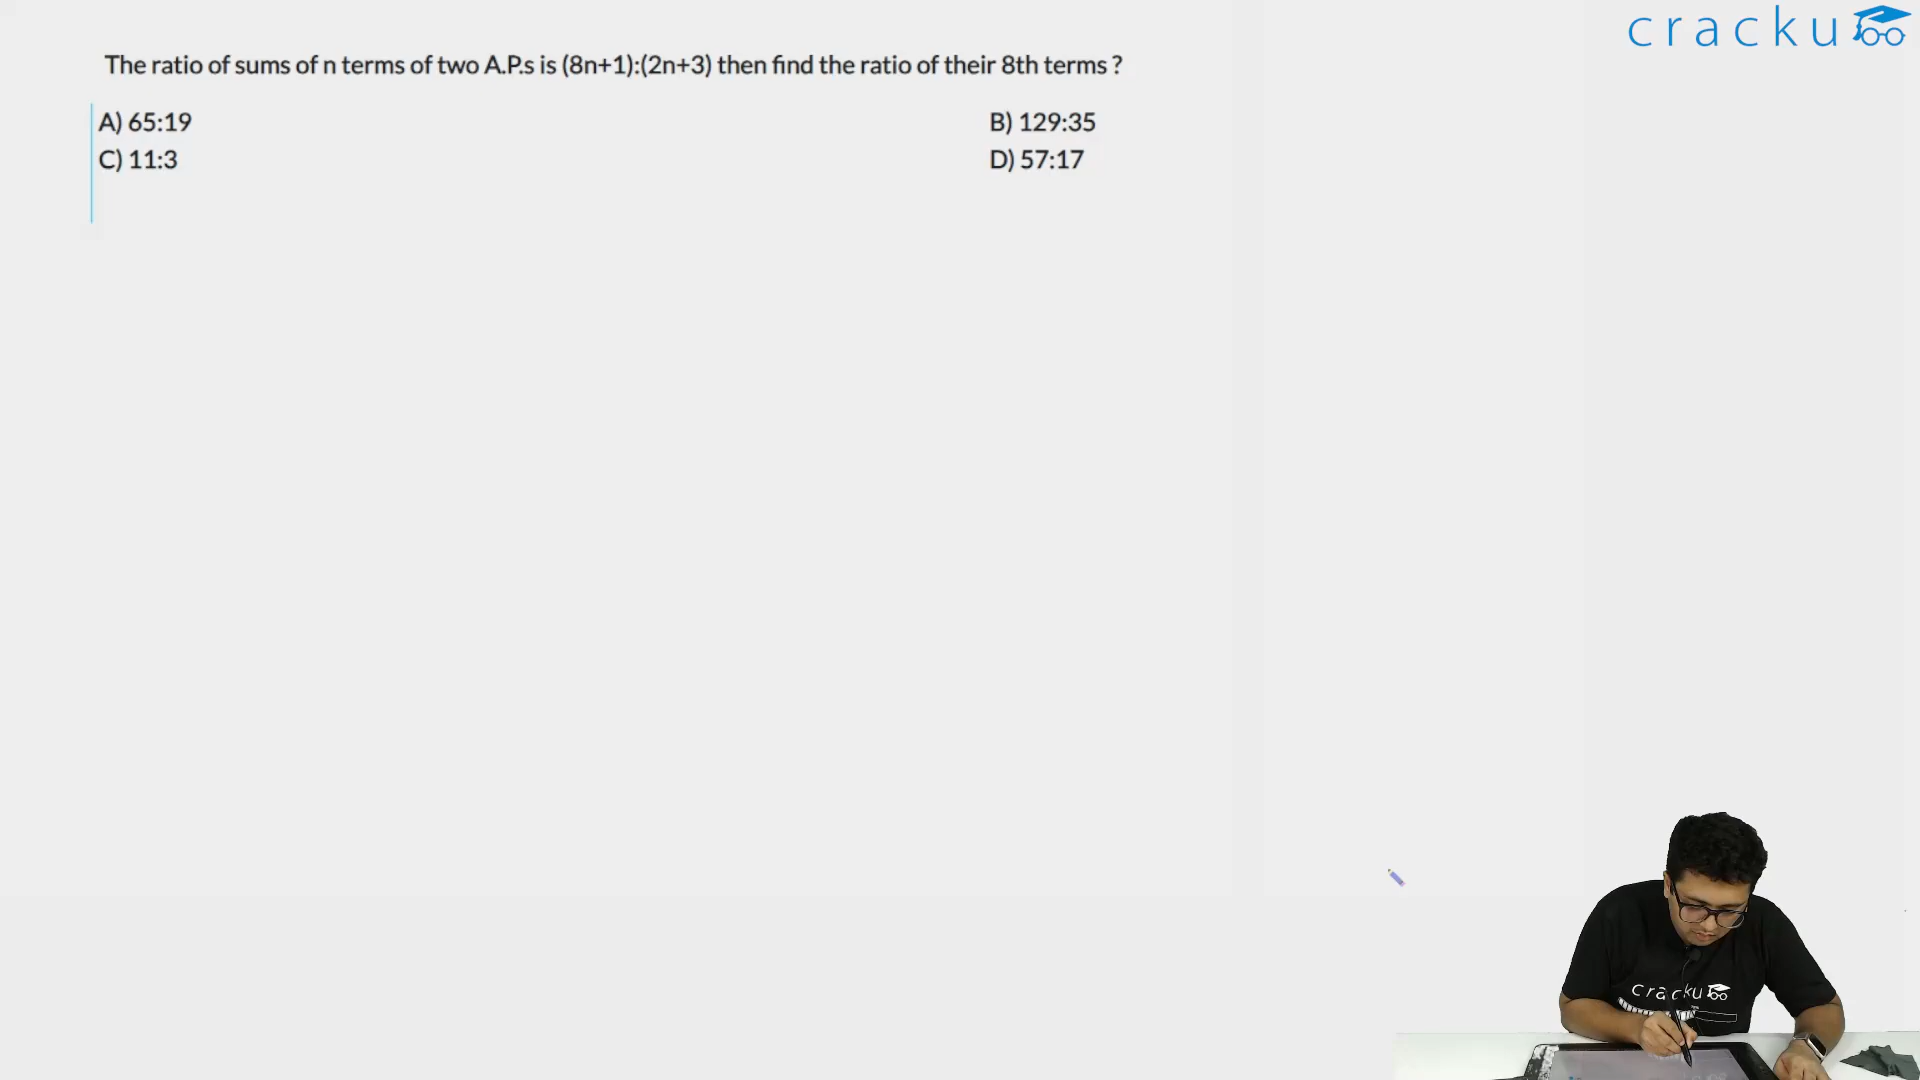 cracku
The ratio of sums of n terms of two A.P.s is (8n+1):(2n+3) then find the ratio of their 8th terms ?
A) 65:19
B) 129:35
C) 11:3
D) 57:17
cracku